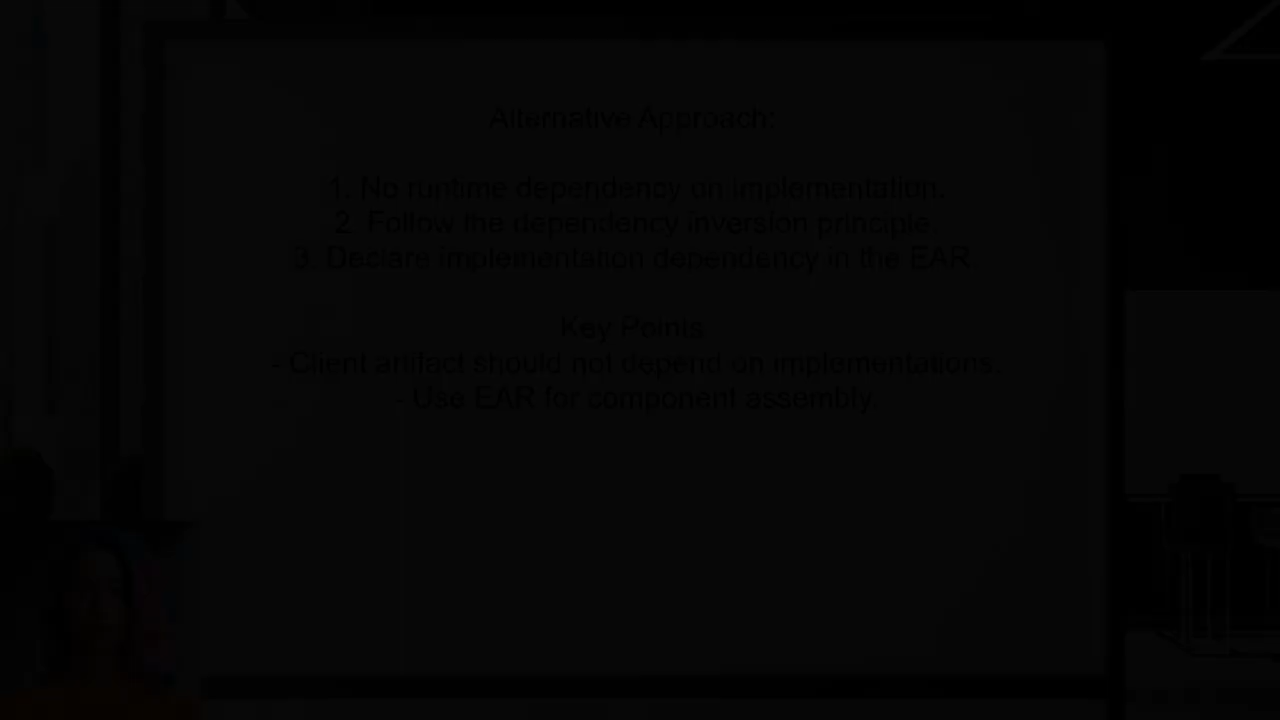 Alternative Approach:
1. No runtime dependency on implementation.
2. Follow the dependency inversion principle.
3. Declare implementation dependency in the EAR
Key Points
- Client artifact should not depend on implementations.
- Use EAR for component assembly.